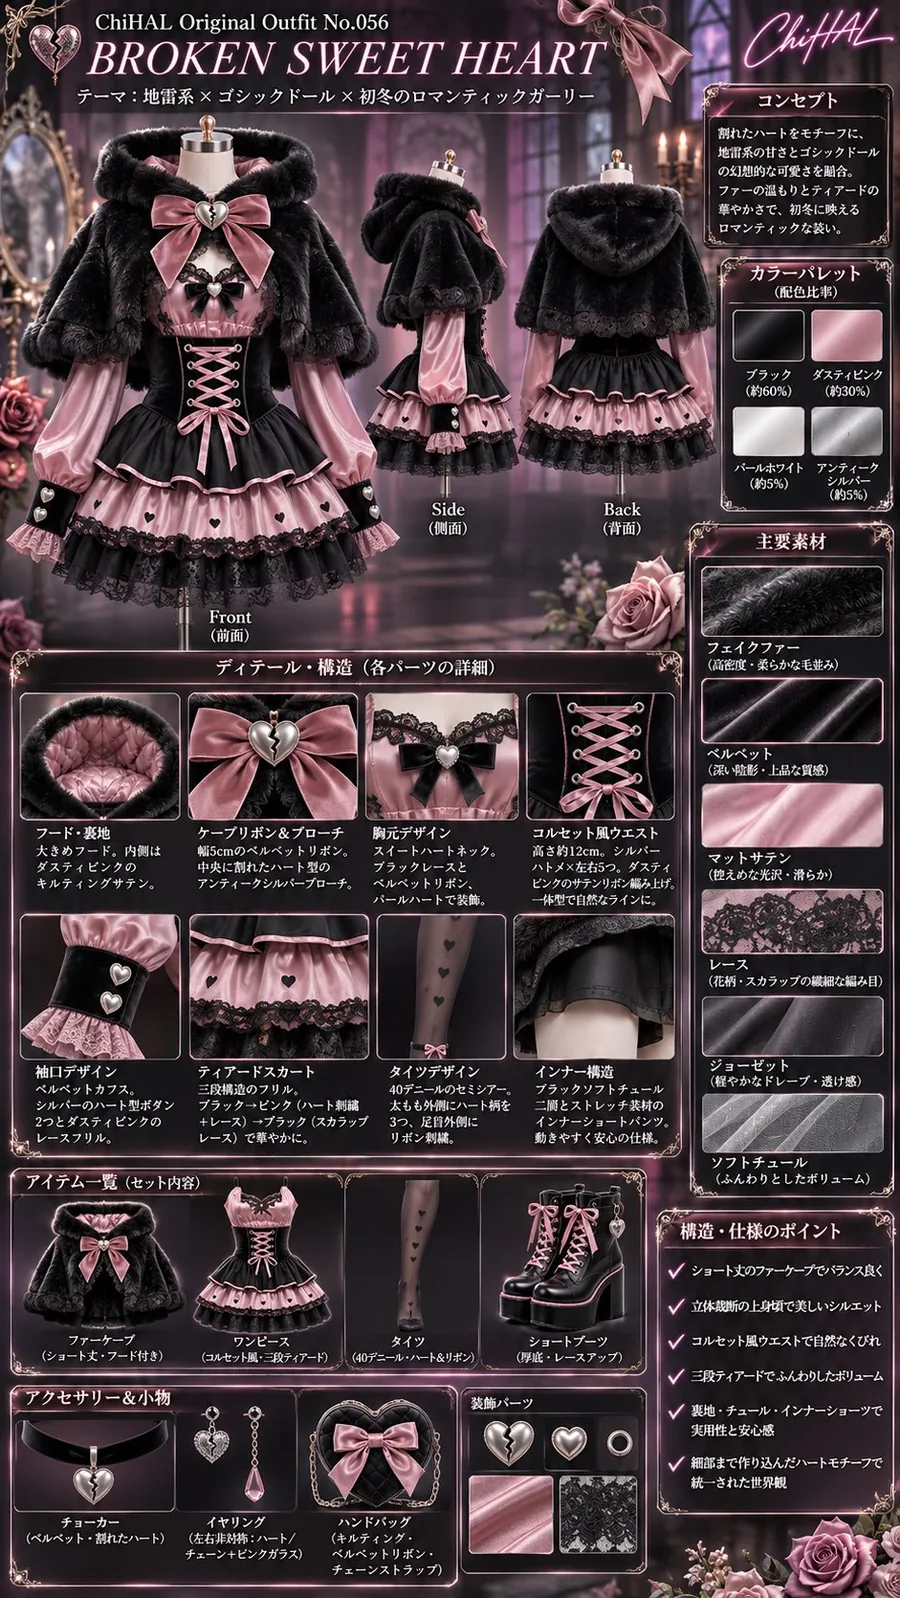 ChiHAL Original Outfit No.056
BROKEN SWEET HEART
テーマ：地雷系 × ゴシックドール × 初冬のロマンティックガーリー
ChiHAL
コンセプト
割れたハートをモチーフに、
地雷系の甘さとゴシックドール
の幻想的な可愛さを融合。
ファーの温もりとティアードの
華やかさで、初冬に映える
ロマンティックな装い。
カラーパレット
（配色比率）
ブラック
（約60%）
ダスティピンク
（約30%）
パールホワイト
（約5%）
アンティーク
シルバー
（約5%）
Front
（前面）
Side
（側面）
Back
（背面）
主要素材
フェイクファー
（高密度・柔らかな毛並み）
ベルベット
（深い陰影・上品な質感）
マットサテン
（控えめな光沢・滑らか）
レース
（花柄・スカラップの繊細な編み目）
ジョーゼット
（軽やかなドレープ・透け感）
ソフトチュール
（ふんわりとしたボリューム）
ディテール・構造（各パーツの詳細）
フード・裏地
大きめフード。内側は
ダスティピンクの
キルティングサテン。
ケープリボン＆ブローチ
幅5cmのベルベットリボン。
中央に割れたハート型の
アンティークシルバーブローチ。
胸元デザイン
スイートハートネック。
ブラックレースと
ベルベットリボン、
パールハートで装飾。
コルセット風ウエスト
高さ約12cm。シルバー
ハトメ×左右5つ。ダスティ
ピンクのサテンリボン編み上げ。
一体型で自然なラインに。
袖口デザイン
ベルベットカフス。
シルバーのハート型ボタン
2つとダスティピンクの
レースフリル。
ティアードスカート
三段構造のフリル。
ブラック→ピンク（ハート刺繍
+レース）→ブラック（スカラップ
レース）で華やかに。
タイツデザイン
40デニールのセミシアー。
太もも外側にハート柄を
3つ、足首外側に
リボン刺繍。
インナー構造
ブラックソフトチュール
二層とストレッチ素材の
インナーショートパンツ。
動きやすく安心の仕様。
アイテム一覧（セット内容）
ファーケープ
（ショート丈・フード付き）
ワンピース
（コルセット風・三段ティアード）
タイツ
（40デニール・ハート＆リボン）
ショートブーツ
（厚底・レースアップ）
構造・仕様のポイント
✓ ショート丈のファーケープでバランス良く
✓ 立体裁断の上身頃で美しいシルエット
✓ コルセット風ウエストで自然なくびれ
✓ 三段ティアードでふんわりしたボリューム
✓ 裏地・チュール・インナーショーツで
実用性と安心感
✓ 細部まで作り込んだハートモチーフで
統一された世界観
アクセサリー＆小物
チョーカー
（ベルベット・割れたハート）
イヤリング
（左右非対称：ハート／
チェーン＋ピンクガラス）
ハンドバッグ
（キルティング・
ベルベットリボン・
チェーンストラップ）
装飾パーツ